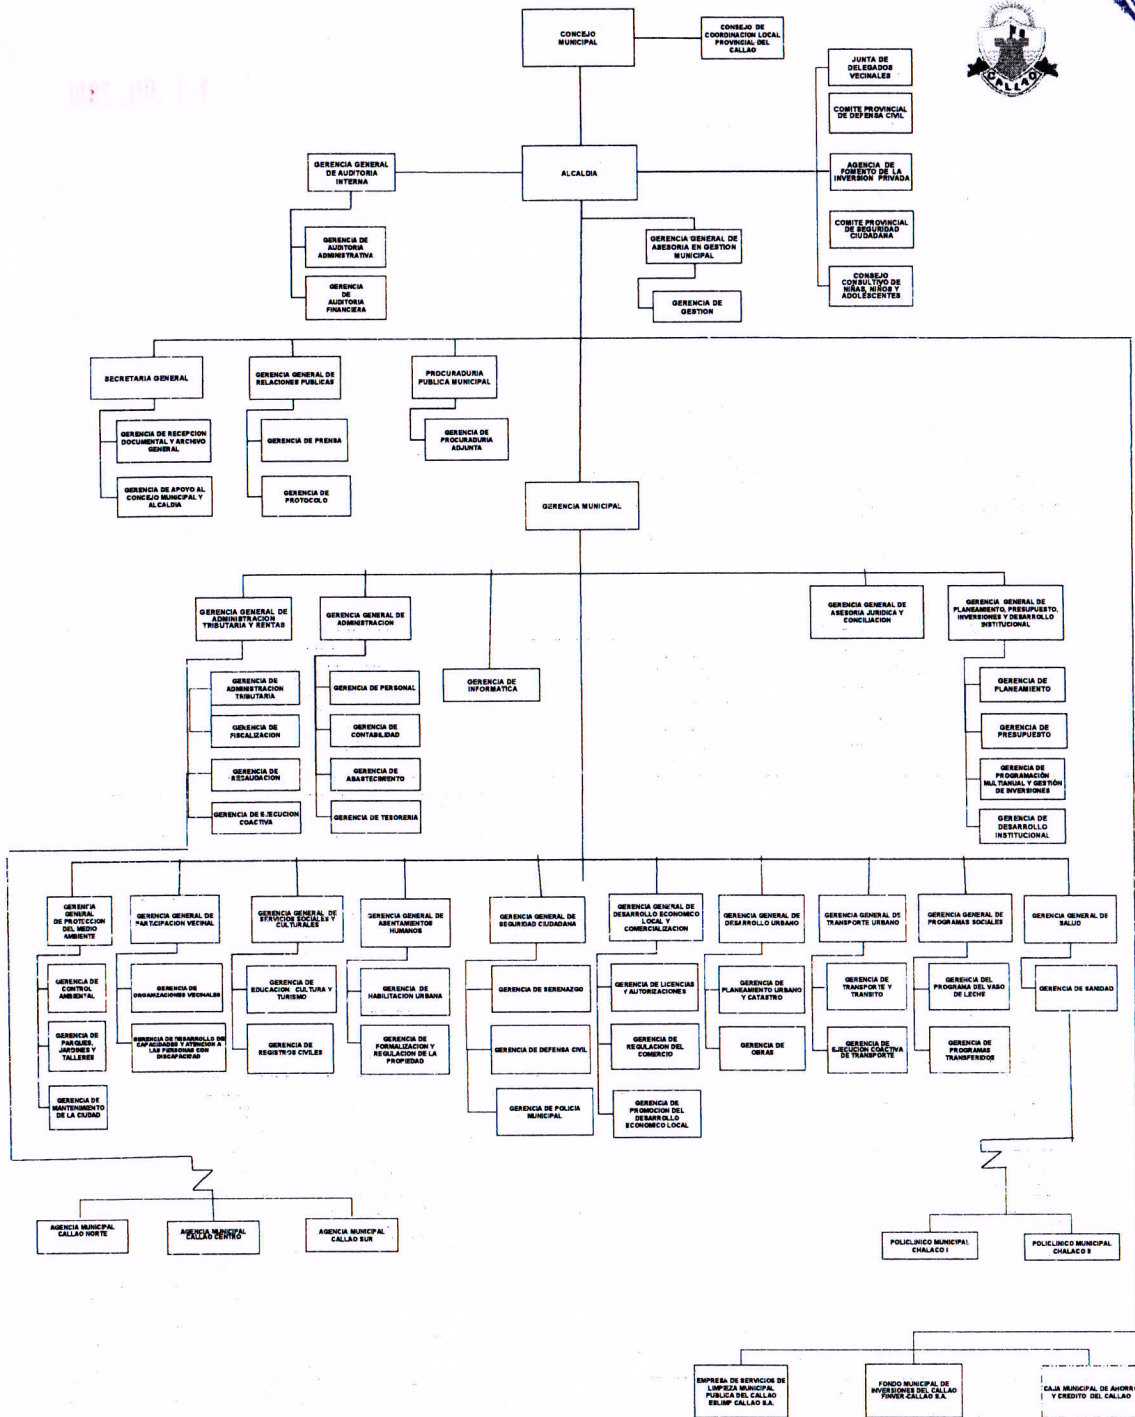 CONCEJO
MUNICIPAL
CONSEJO DE
COORDINACION LOCAL
PROVINCIAL DEL
CALLAO
CALLAO
JUNTA DE
DELEGADOS
VECINALES
COMITE PROVINCIAL
DE DEFENSA CIVIL
GERENCIA GENERAL
DE AUDITORIA
INTERNA
ALCALDIA
AGENCIA DE
FOMENTO DE LA
INVERSION PRIVADA
COMITE PROVINCIAL
DE SEGURIDAD
CIUDADANA
GERENCIA DE
AUDITORIA
ADMINISTRATIVA
GERENCIA GENERAL DE
ASESORIA EN GESTION
MUNICIPAL
CONSEJO
CONSULTIVO DE
NIÑAS, NIÑOS Y
ADOLESCENTES
GERENCIA
DE
AUDITORIA
FINANCIERA
GERENCIA DE
GESTION
SECRETARIA GENERAL
GERENCIA GENERAL DE
RELACIONES PUBLICAS
PROCURADURIA
PUBLICA MUNICIPAL
GERENCIA DE RECEPCION
DOCUMENTAL Y ARCHIVO
GENERAL
GERENCIA DE PRENSA
GERENCIA DE
PROCURADURIA
ADJUNTA
GERENCIA DE APOYO AL
CONCEJO MUNICIPAL Y
ALCALDIA
GERENCIA DE
PROTOCOLO
GERENCIA MUNICIPAL
GERENCIA GENERAL DE
ADMINISTRACION
TRIBUTARIA Y RENTAS
GERENCIA GENERAL DE
ADMINISTRACION
GERENCIA GENERAL DE
ASESORIA JURIDICA Y
CONCILIACION
GERENCIA GENERAL DE
PLANEAMIENTO, PRESUPUESTO,
INVERSIONES Y DESARROLLO
INSTITUCIONAL
GERENCIA DE
ADMINISTRACION
TRIBUTARIA
GERENCIA DE PERSONAL
GERENCIA DE
INFORMATICA
GERENCIA DE
PLANEAMIENTO
GERENCIA DE
FISCALIZACION
GERENCIA DE
CONTABILIDAD
GERENCIA DE
PRESUPUESTO
GERENCIA DE
RECAUDACION
GERENCIA DE
ABASTECIMIENTO
GERENCIA DE
PROGRAMACIÓN
MULTIANUAL Y GESTIÓN
DE INVERSIONES
GERENCIA DE EJECUCION
COACTIVA
GERENCIA DE TESORERIA
GERENCIA DE
DESARROLLO
INSTITUCIONAL
GERENCIA
GENERAL
DE PROTECCION
DEL MEDIO
AMBIENTE
GERENCIA GENERAL DE
PARTICIPACION VECINAL
GERENCIA GENERAL DE
SERVICIOS SOCIALES Y
CULTURALES
GERENCIA GENERAL DE
ASENTAMIENTOS
HUMANOS
GERENCIA GENERAL DE
SEGURIDAD CIUDADANA
GERENCIA GENERAL DE
DESARROLLO ECONOMICO
LOCAL Y
COMERCIALIZACION
GERENCIA GENERAL DE
DESARROLLO URBANO
GERENCIA GENERAL DE
TRANSPORTE URBANO
GERENCIA GENERAL DE
PROGRAMAS SOCIALES
GERENCIA GENERAL DE
SALUD
GERENCIA DE
CONTROL
AMBIENTAL
GERENCIA DE
ORGANIZACIONES VECINALES
GERENCIA DE
EDUCACION CULTURA Y
TURISMO
GERENCIA DE
HABILITACION URBANA
GERENCIA DE SERENAZGO
GERENCIA DE LICENCIAS
Y AUTORIZACIONES
GERENCIA DE
PLANEAMIENTO URBANO
Y CATASTRO
GERENCIA DE
TRANSPORTE Y
TRANSITO
GERENCIA DEL
PROGRAMA DEL VASO
DE LECHE
GERENCIA DE SANIDAD
GERENCIA DE
PARQUES,
JARDINES Y
TALLERES
GERENCIA DE DESARROLLO DE
CAPACIDADES Y ATENCION A
LAS PERSONAS CON
DISCAPACIDAD
GERENCIA DE
REGISTROS CIVILES
GERENCIA DE
FORMALIZACION Y
REGULACION DE LA
PROPIEDAD
GERENCIA DE DEFENSA CIVIL
GERENCIA DE
REGULACION DEL
COMERCIO
GERENCIA DE
OBRAS
GERENCIA DE
EJECUCION COACTIVA
DE TRANSPORTE
GERENCIA DE
PROGRAMAS
TRANSFERIDOS
GERENCIA DE
MANTENIMIENTO
DE LA CIUDAD
GERENCIA DE POLICIA
MUNICIPAL
GERENCIA DE
PROMOCION DEL
DESARROLLO
ECONOMICO LOCAL
AGENCIA MUNICIPAL
CALLAO NORTE
AGENCIA MUNICIPAL
CALLAO CENTRO
AGENCIA MUNICIPAL
CALLAO SUR
POLICLINICO MUNICIPAL
CHALACO I
POLICLINICO MUNICIPAL
CHALACO II
EMPRESA DE SERVICIOS DE
LIMPIEZA MUNICIPAL
PUBLICA DEL CALLAO
ESLIMP CALLAO S.A.
FONDO MUNICIPAL DE
INVERSIONES DEL CALLAO
FINVER-CALLAO S.A.
CAJA MUNICIPAL DE AHORRO
Y CREDITO DEL CALLAO